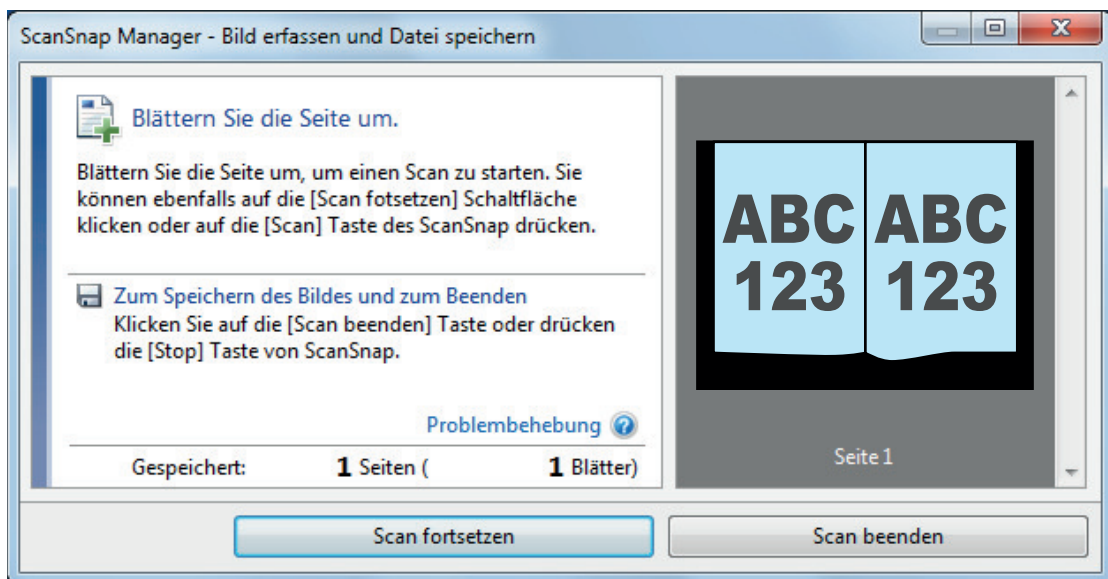 ScanSnap Manager - Bild erfassen und Datei speichern
Blättern Sie die Seite um.
Blättern Sie die Seite um, um einen Scan zu starten. Sie
können ebenfalls auf die [Scan fotsetzen] Schaltfläche
klicken oder auf die [Scan] Taste des ScanSnap drücken.
Zum Speichern des Bildes und zum Beenden
Klicken Sie auf die [Scan beenden] Taste oder drücken
die [Stop] Taste von ScanSnap.
Problembehebung
Gespeichert: 1 Seiten ( 1 Blätter)
ABC ABC
123 123
Seite 1
Scan fortsetzen
Scan beenden